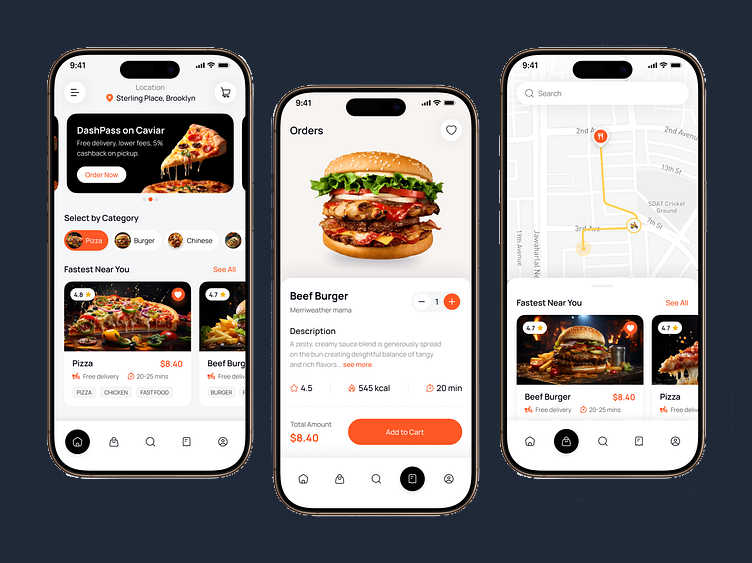 9:41
Location
Sterling Place, Brooklyn
DashPass on Caviar
Free delivery, lower fees, 5%
cashback on pickup.
Order Now
Select by Category
Pizza
Burger
Chinese
Fastest Near You
See All
4.8
4.7
Pizza
$8.40
Beef Burg
Free delivery
20-25 mins
Free
PIZZA
CHICKEN
FAST FOOD
BURGER
9:41
Orders
Beef Burger
Merriweather mama
1
Description
A zesty, creamy sauce blend is generously spread
on the bun creating delightful balance of tangy
and rich flavors... see more
4.5
545 kcal
20 min
Total Amount
$8.40
Add to Cart
9:41
Search
2nd A
2nd Avenu
13th St
SDAT Cricket
Ground
7th St
3rd Ave
19th Avenue
Jawaharlal Ne
Fastest Near You
See All
4.7
4.7
Beef Burger
$8.40
Pizza
Free delivery
20-25 mins
Free